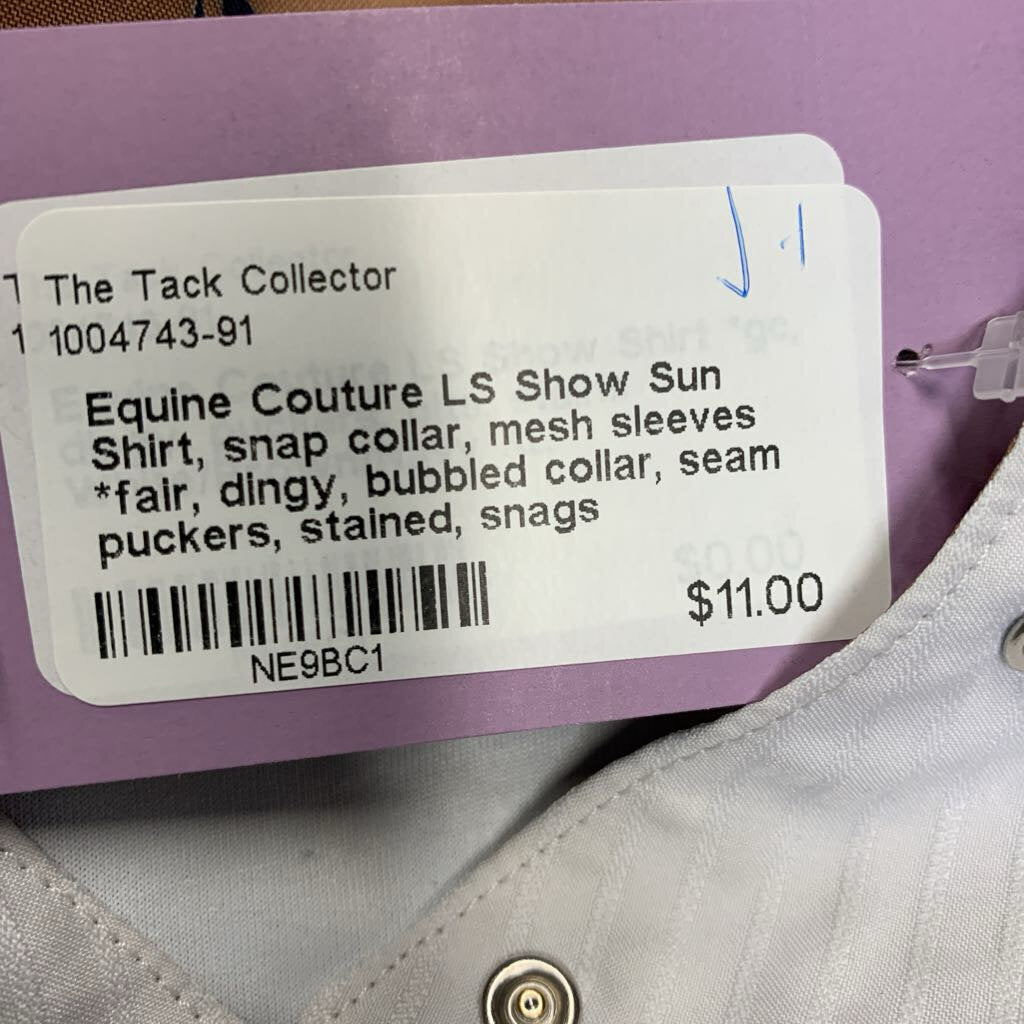 The Tack Collector
1004743-91
Equine Couture LS Show Sun
Shirt, snap collar, mesh sleeves
*fair, dingy, bubbled collar, seam
puckers, stained, snags
$11.00
NE9BC1